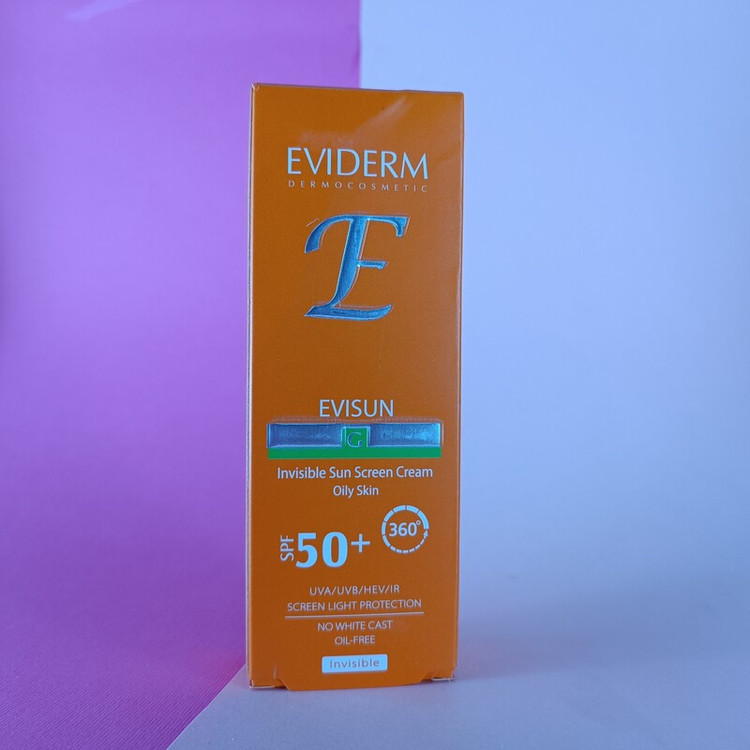 EVIDERM
DERMOCOSMETIC
E
EVISUN
G
Invisible Sun Screen Cream
Oily Skin
SPF 50+
360°
UVA/UVB/HEV/IR
SCREEN LIGHT PROTECTION
NO WHITE CAST
OIL-FREE
Invisible